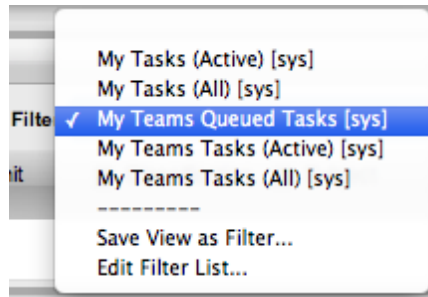 My Tasks (Active) [sys]
My Tasks (All) [sys]
Filte ✓ My Teams Queued Tasks [sys]
My Teams Tasks (Active) [sys]
nit My Teams Tasks (All) [sys]
---------
Save View as Filter...
Edit Filter List...